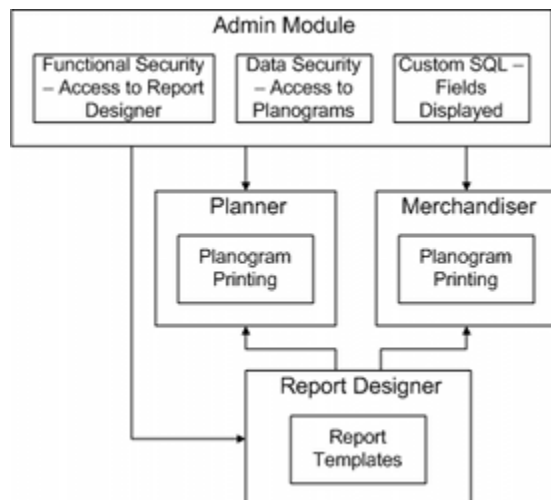 Admin Module
Functional Security
– Access to Report
Designer
Data Security
– Access to
Planograms
Custom SQL –
Fields
Displayed
Planner
Planogram
Printing
Merchandiser
Planogram
Printing
Report Designer
Report
Templates